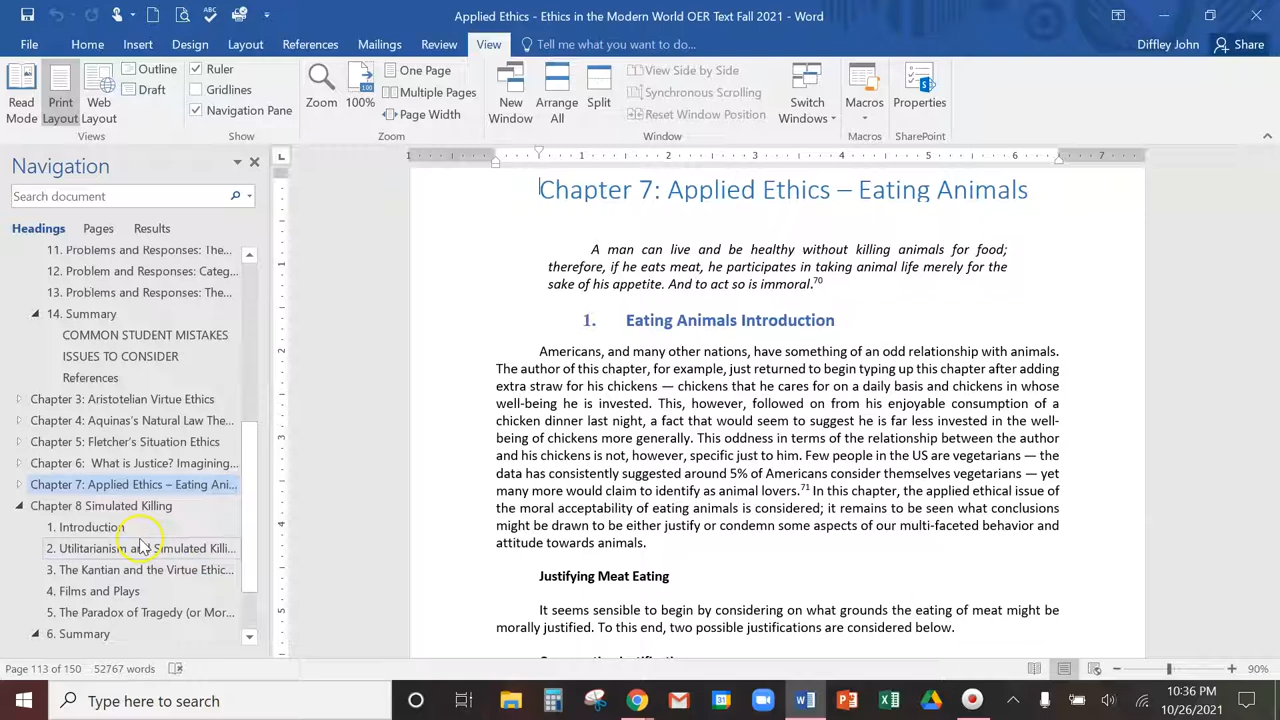 Applied Ethics - Ethics in the Modern World OER Text Fall 2021 - Word
File Home Insert Design Layout References Mailings Review View Tell me what you want to do... Diffley John Share
Read Mode
Print Layout
Web Layout
Outline
Draft
Views
Ruler
Gridlines
Navigation Pane
Show
Zoom
100%
One Page
Multiple Pages
Page Width
Zoom
New Window
Arrange All
Split
View Side by Side
Synchronous Scrolling
Reset Window Position
Window
Switch Windows
Macros
Macros
Properties
SharePoint
Navigation
Search document
Headings Pages Results
11. Problems and Responses: The...
12. Problem and Responses: Categ...
13. Problems and Responses: The...
14. Summary
COMMON STUDENT MISTAKES
ISSUES TO CONSIDER
References
Chapter 3: Aristotelian Virtue Ethics
Chapter 4: Aquinas's Natural Law The...
Chapter 5: Fletcher's Situation Ethics
Chapter 6: What is Justice? Imagining...
Chapter 7: Applied Ethics – Eating Ani...
Chapter 8 Simulated Killing
1. Introduction
2. Utilitarianism and Simulated Killi...
3. The Kantian and the Virtue Ethic...
4. Films and Plays
5. The Paradox of Tragedy (or Mor...
6. Summary
1 1 2 3 4 5 6 7
1 2 3 4 5
Chapter 7: Applied Ethics – Eating Animals
A man can live and be healthy without killing animals for food;
therefore, if he eats meat, he participates in taking animal life merely for the
sake of his appetite. And to act so is immoral.70
1. Eating Animals Introduction
Americans, and many other nations, have something of an odd relationship with animals.
The author of this chapter, for example, just returned to begin typing up this chapter after adding
extra straw for his chickens — chickens that he cares for on a daily basis and chickens in whose
well-being he is invested. This, however, followed on from his enjoyable consumption of a
chicken dinner last night, a fact that would seem to suggest he is far less invested in the well-
being of chickens more generally. This oddness in terms of the relationship between the author
and his chickens is not, however, specific just to him. Few people in the US are vegetarians — the
data has consistently suggested around 5% of Americans consider themselves vegetarians — yet
many more would claim to identify as animal lovers.71 In this chapter, the applied ethical issue of
the moral acceptability of eating animals is considered; it remains to be seen what conclusions
might be drawn to be either justify or condemn some aspects of our multi-faceted behavior and
attitude towards animals.
Justifying Meat Eating
It seems sensible to begin by considering on what grounds the eating of meat might be
morally justified. To this end, two possible justifications are considered below.
Page 113 of 150 52767 words 90%
Type here to search
10:36 PM
10/26/2021